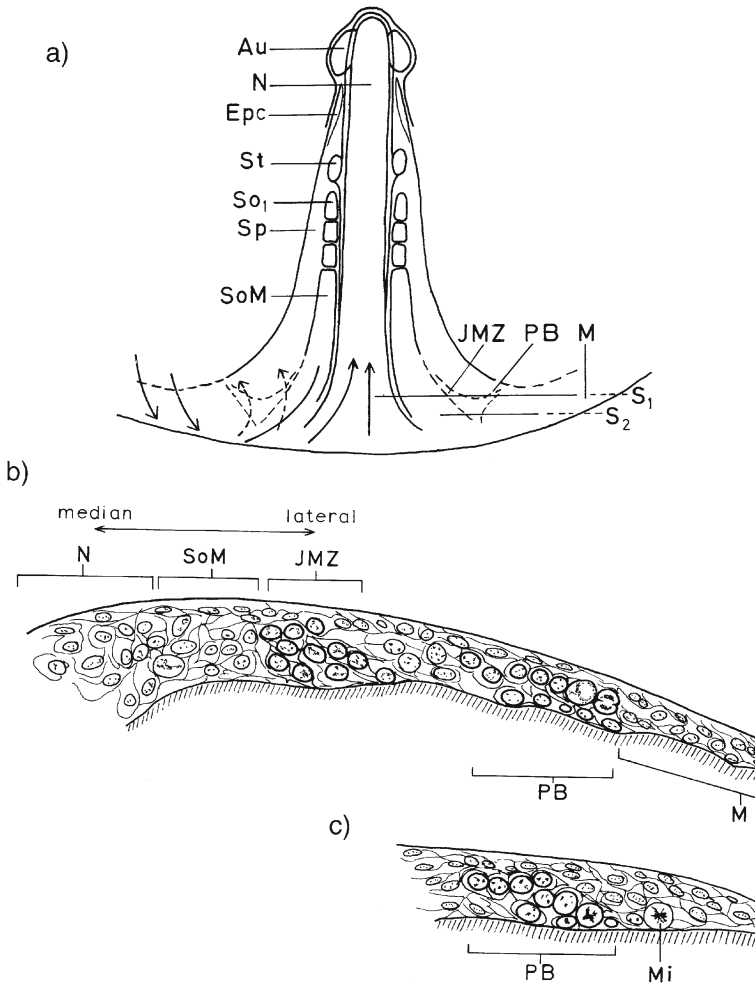 a)
Au
N
Epc
St
So₁
Sp
SoM
JMZ PB M
S₁
S₂
b)
median lateral
N SoM JMZ
PB
M
c)
PB
Mi